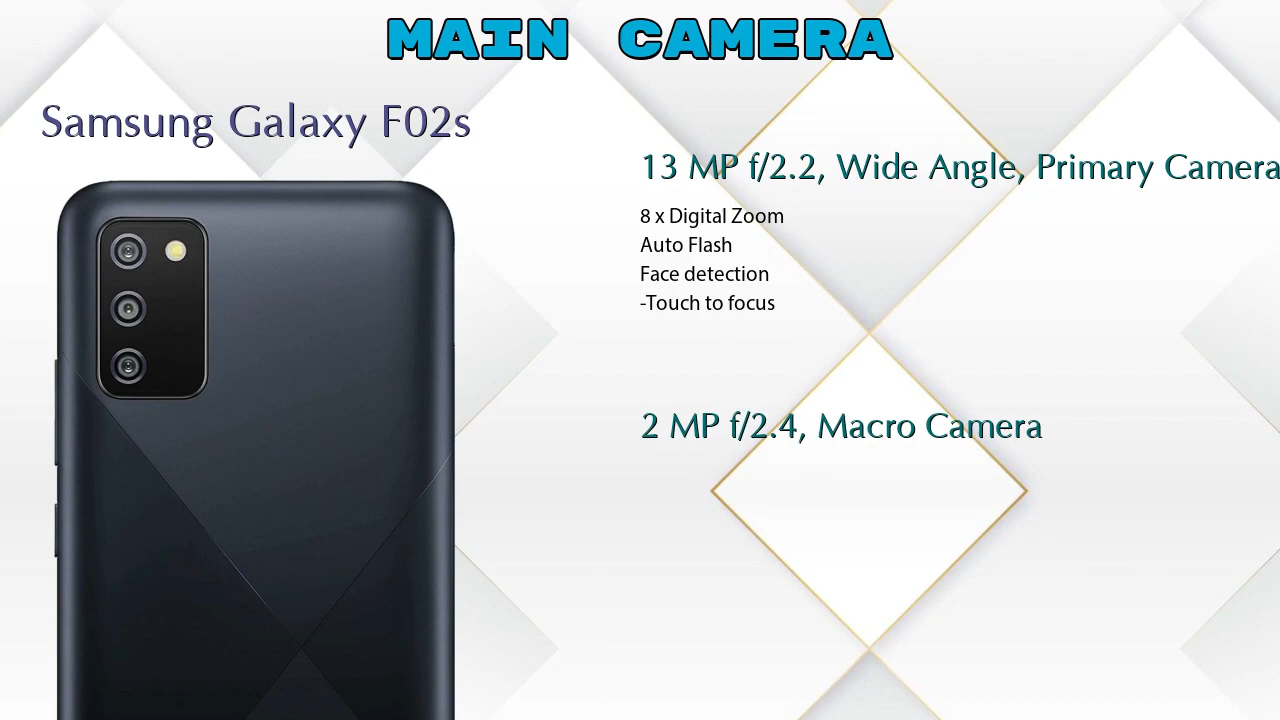 MAIN CAMERA
Samsung Galaxy F02s
13 MP f/2.2, Wide Angle, Primary Camera
8 x Digital Zoom
Auto Flash
Face detection
-Touch to focus
2 MP f/2.4, Macro Camera